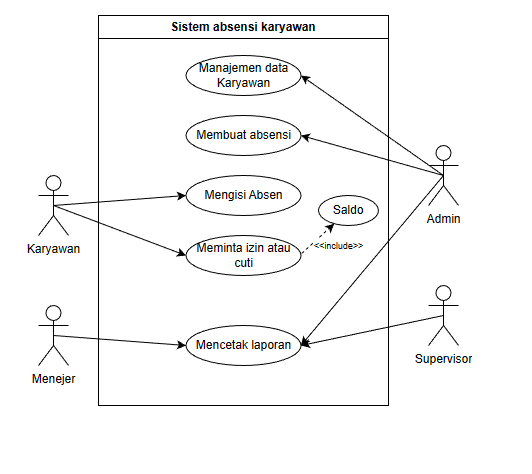 Sistem absensi karyawan
Manajemen data
Karyawan
Membuat absensi
Mengisi Absen
Saldo
Admin
Karyawan
Meminta izin atau
cuti
<<include>>
Mencetak laporan
Menejer
Supervisor